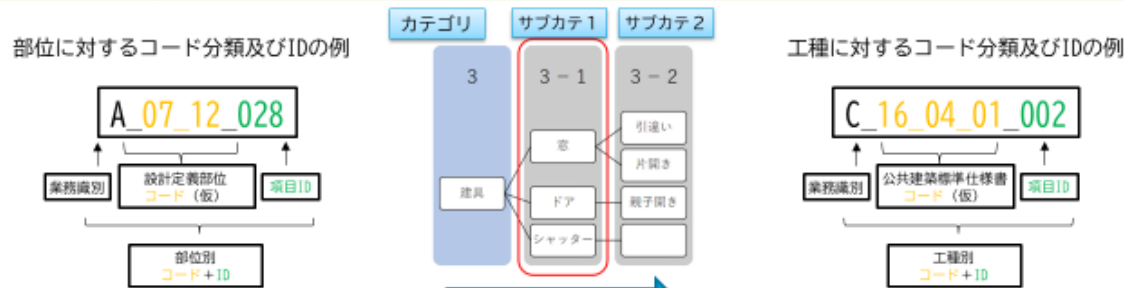 部位に対するコード分類及びIDの例
A_07_12_028
業務識別
設計定義部位
コード（仮）
項目ID
部位別
コード+ID
カテゴリ
サブカテ1
サブカテ2
3
3－1
3－2
建具
窓
ドア
シャッター
引違い
片開き
親子開き
工種に対するコード分類及びIDの例
C_16_04_01_002
業務識別
公共建築標準仕様書
コード（仮）
項目ID
工種別
コード+ID